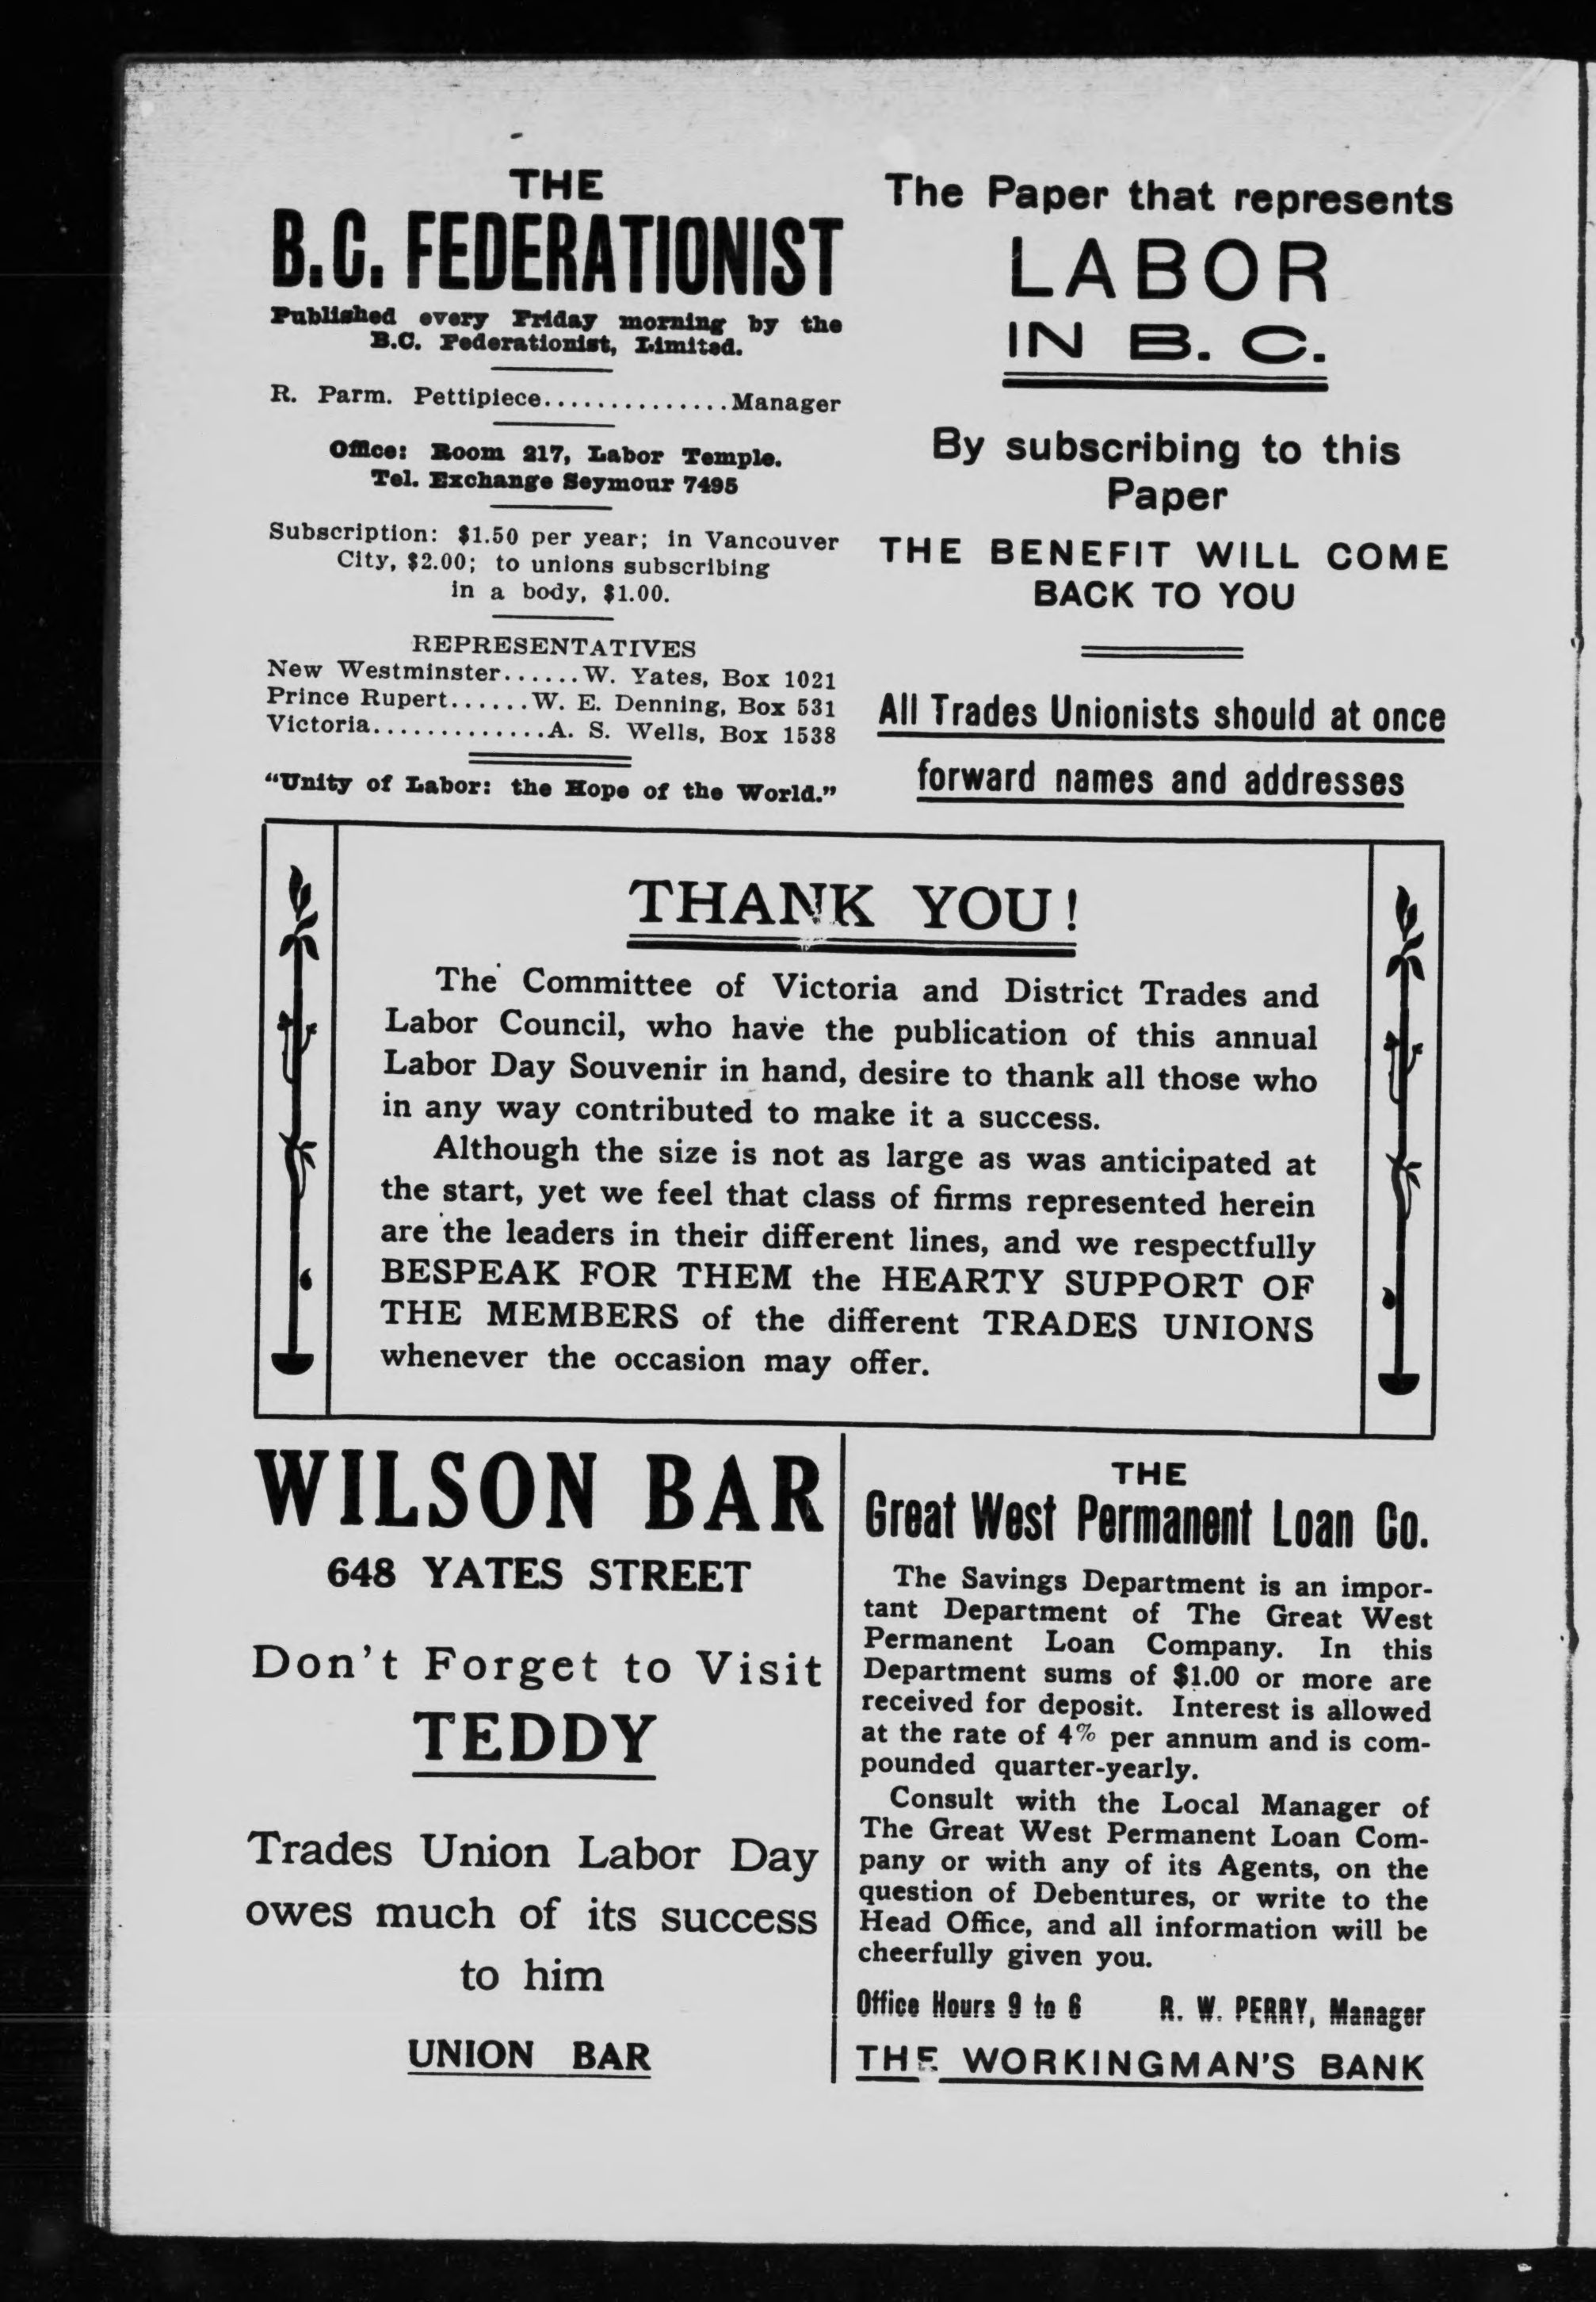 THE
B.C. FEDERATIONIST
Published every Friday morning by the
B.C. Federationist, Limited.
R. Parm. Pettipiece..............Manager
Office: Room 217, Labor Temple.
Tel. Exchange Seymour 7495
Subscription: $1.50 per year; in Vancouver
City, $2.00; to unions subscribing
in a body, $1.00.
REPRESENTATIVES
New Westminster......W. Yates, Box 1021
Prince Rupert......W. E. Denning, Box 531
Victoria.............A. S. Wells, Box 1538
"Unity of Labor: the Hope of the World."
The Paper that represents
LABOR
IN B. C.
By subscribing to this
Paper
THE BENEFIT WILL COME
BACK TO YOU
All Trades Unionists should at once
forward names and addresses
THANK YOU!
The Committee of Victoria and District Trades and
Labor Council, who have the publication of this annual
Labor Day Souvenir in hand, desire to thank all those who
in any way contributed to make it a success.
Although the size is not as large as was anticipated at
the start, yet we feel that class of firms represented herein
are the leaders in their different lines, and we respectfully
BESPEAK FOR THEM the HEARTY SUPPORT OF
THE MEMBERS of the different TRADES UNIONS
whenever the occasion may offer.
WILSON BAR
648 YATES STREET
Don't Forget to Visit
TEDDY
Trades Union Labor Day
owes much of its success
to him
UNION BAR
THE
Great West Permanent Loan Co.
The Savings Department is an impor-
tant Department of The Great West
Permanent Loan Company. In this
Department sums of $1.00 or more are
received for deposit. Interest is allowed
at the rate of 4% per annum and is com-
pounded quarter-yearly.
Consult with the Local Manager of
The Great West Permanent Loan Com-
pany or with any of its Agents, on the
question of Debentures, or write to the
Head Office, and all information will be
cheerfully given you.
Office Hours 9 to 6 R. W. PERRY, Manager
THE WORKINGMAN'S BANK